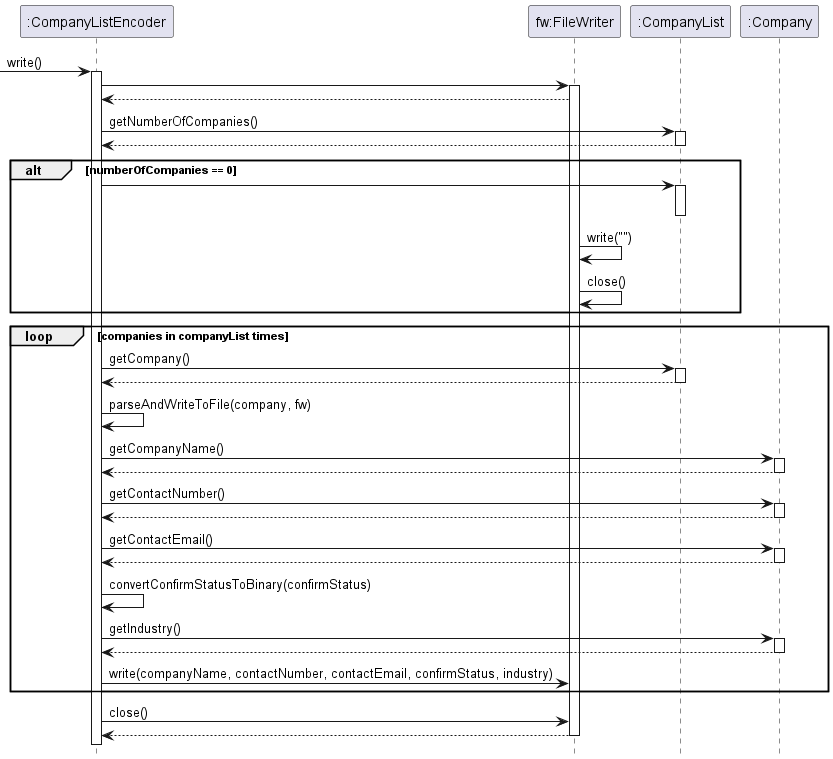 :CompanyListEncoder
fw:FileWriter
:CompanyList
:Company
write()
getNumberOfCompanies()
alt
[numberOfCompanies == 0]
write("")
close()
loop
[companies in companyList times]
getCompany()
parseAndWriteToFile(company, fw)
getCompanyName()
getContactNumber()
getContactEmail()
convertConfirmStatusToBinary(confirmStatus)
getIndustry()
write(companyName, contactNumber, contactEmail, confirmStatus, industry)
close()